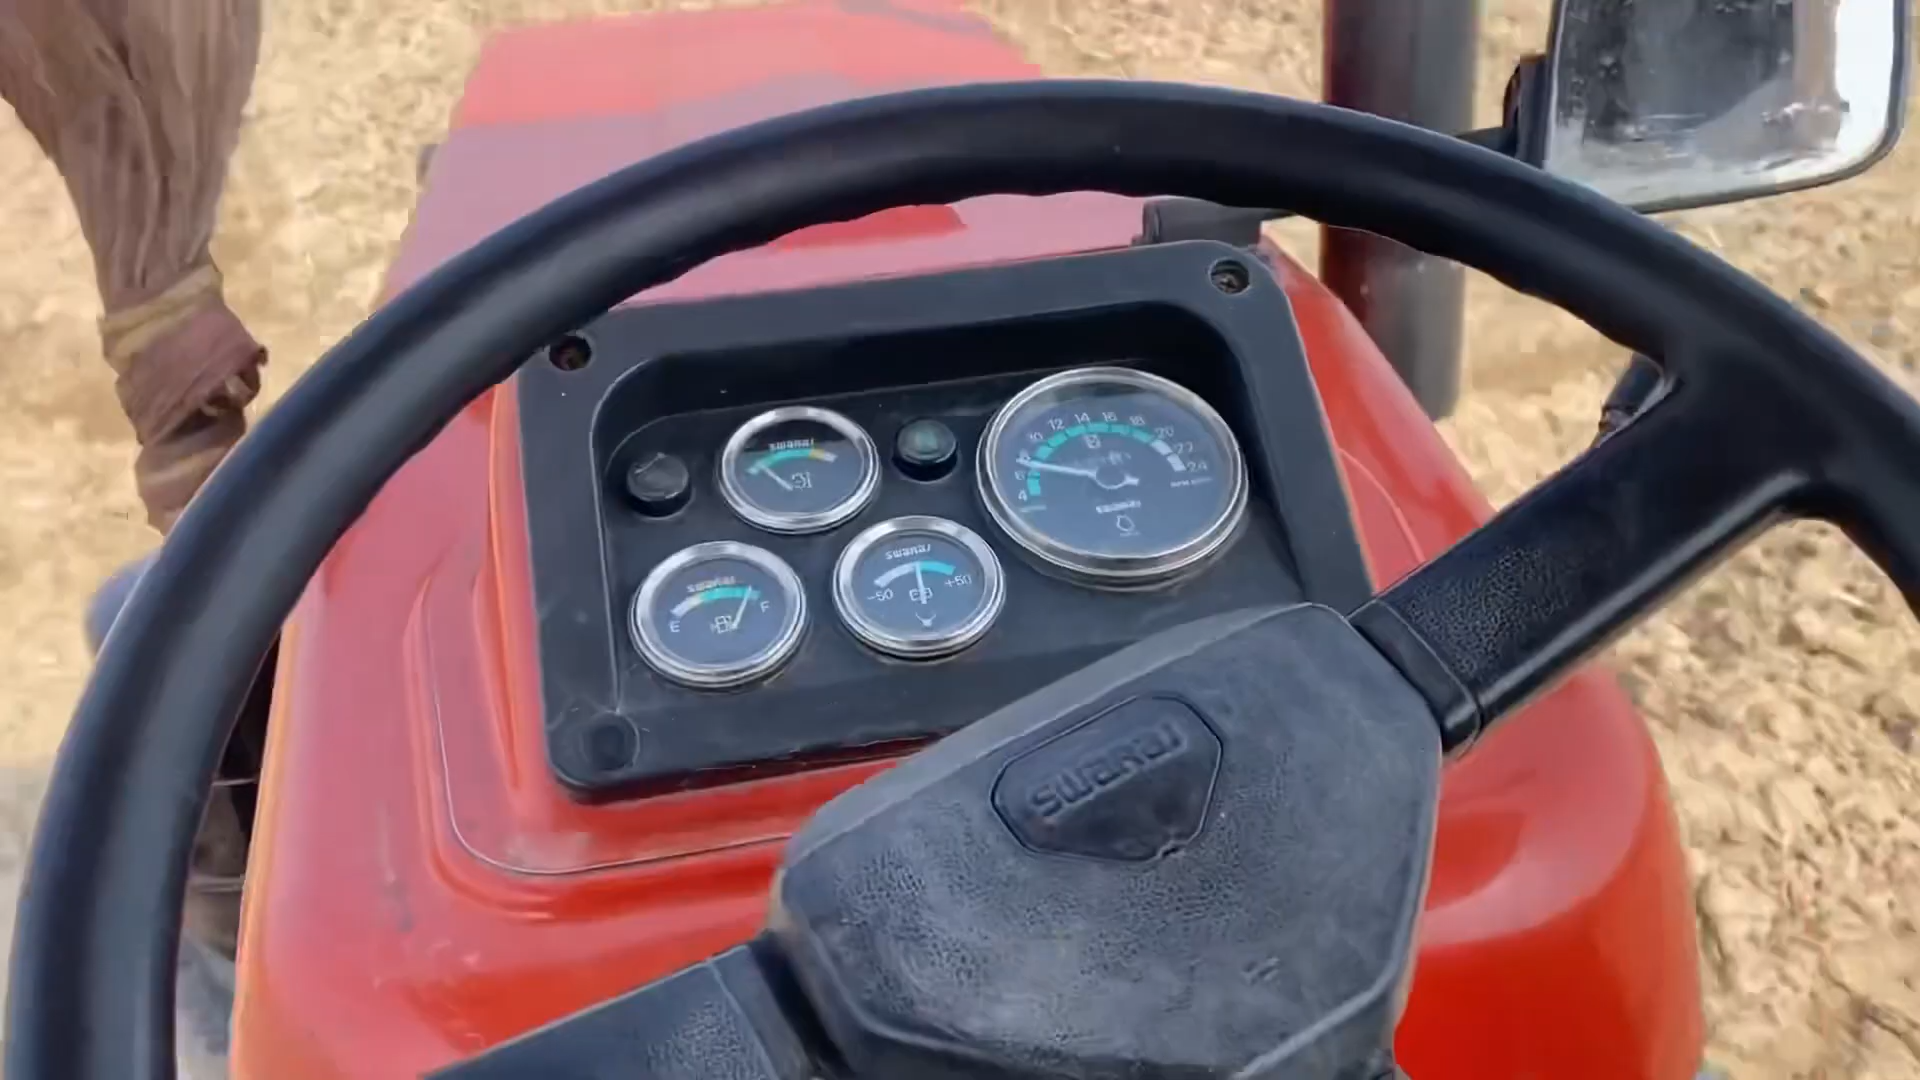 swaraj
10 12 14 16 18 20
8 22
6 24
4
swaraj
swaraj
E F
swaraj
-50 +50
swaraj